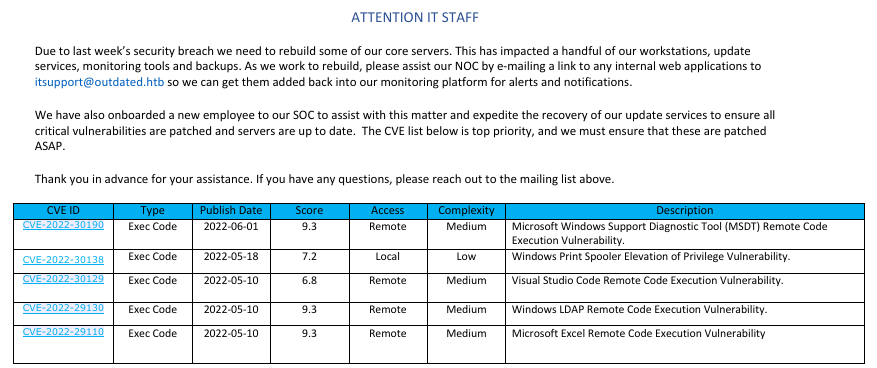 ATTENTION IT STAFF
Due to last week's security breach we need to rebuild some of our core servers. This has impacted a handful of our workstations, update
services, monitoring tools and backups. As we work to rebuild, please assist our NOC by e-mailing a link to any internal web applications to
itsupport@outdated.htb so we can get them added back into our monitoring platform for alerts and notifications.
We have also onboarded a new employee to our SOC to assist with this matter and expedite the recovery of our update services to ensure all
critical vulnerabilities are patched and servers are up to date.  The CVE list below is top priority, and we must ensure that these are patched
ASAP.
Thank you in advance for your assistance. If you have any questions, please reach out to the mailing list above.
CVE ID Type Publish Date Score Access Complexity Description
CVE-2022-30190 Exec Code 2022-06-01 9.3 Remote Medium Microsoft Windows Support Diagnostic Tool (MSDT) Remote Code
Execution Vulnerability.
CVE-2022-30138 Exec Code 2022-05-18 7.2 Local Low Windows Print Spooler Elevation of Privilege Vulnerability.
CVE-2022-30129 Exec Code 2022-05-10 6.8 Remote Medium Visual Studio Code Remote Code Execution Vulnerability.
CVE-2022-29130 Exec Code 2022-05-10 9.3 Remote Medium Windows LDAP Remote Code Execution Vulnerability.
CVE-2022-29110 Exec Code 2022-05-10 9.3 Remote Medium Microsoft Excel Remote Code Execution Vulnerability